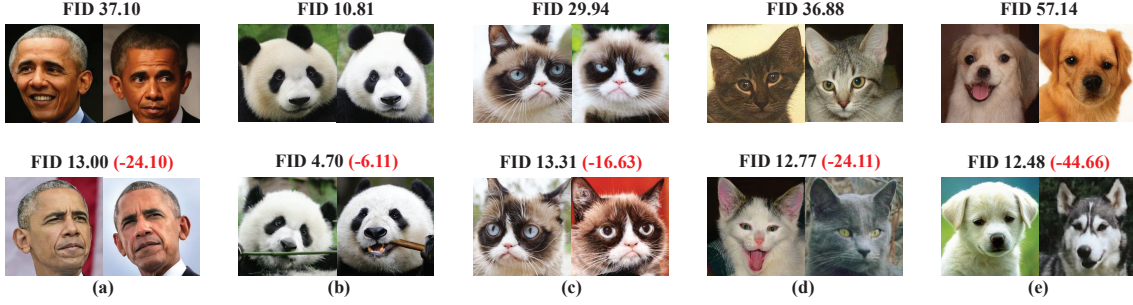 FID 37.10 FID 10.81 FID 29.94 FID 36.88 FID 57.14
FID 13.00 (-24.10) FID 4.70 (-6.11) FID 13.31 (-16.63) FID 12.77 (-24.11) FID 12.48 (-44.66)
(a) (b) (c) (d) (e)